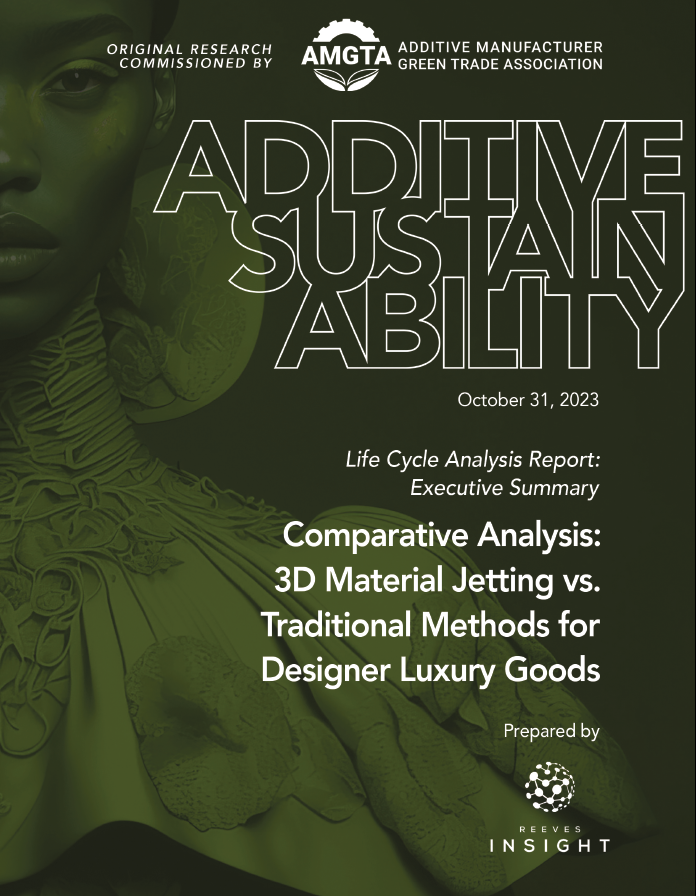 ORIGINAL RESEARCH
COMMISSIONED BY
AMGTA
ADDITIVE MANUFACTURER
GREEN TRADE ASSOCIATION
ADDITIVE
SUSTAIN
ABILITY
October 31, 2023
Life Cycle Analysis Report:
Executive Summary
Comparative Analysis:
3D Material Jetting vs.
Traditional Methods for
Designer Luxury Goods
Prepared by
REEVES
INSIGHT